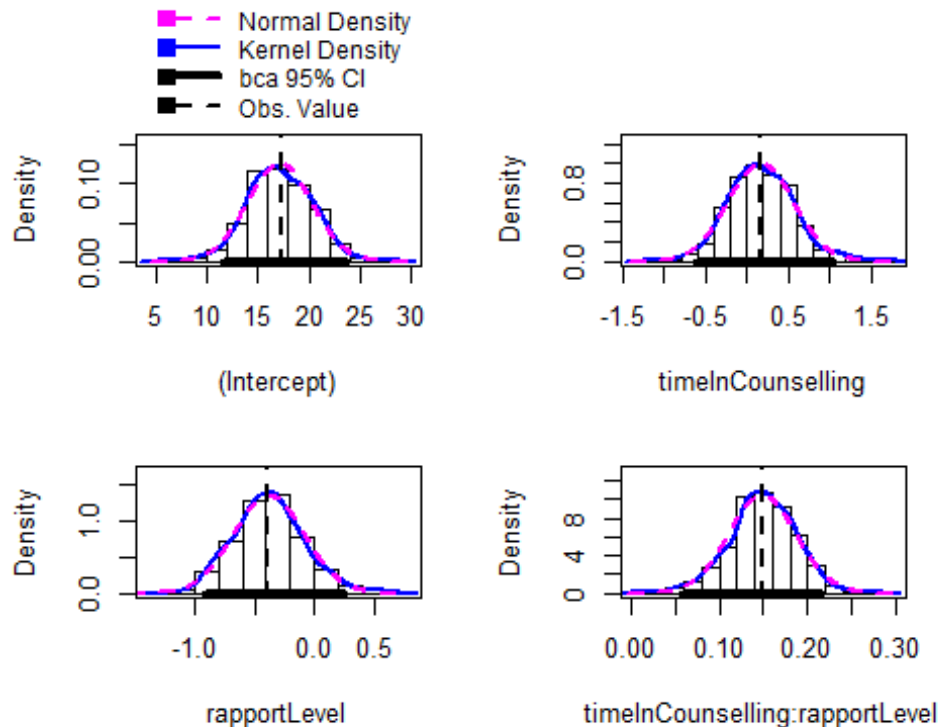 Normal Density
Kernel Density
bca 95% CI
Obs. Value
Density
0.00
0.10
5 10 15 20 25 30
(Intercept)
Density
0.0
0.8
-1.5 -0.5 0.5 1.5
timeInCounselling
Density
0.0
1.0
-1.0 0.0 0.5
rapportLevel
Density
0
4
8
0.00 0.10 0.20 0.30
timeInCounselling:rapportLevel